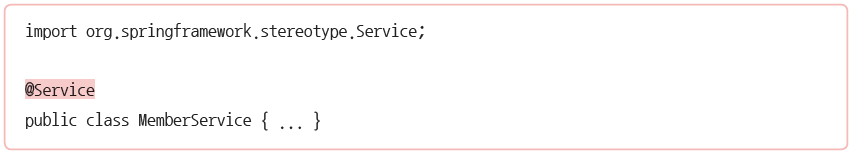 import org.springframework.stereotype.Service;
@Service
public class MemberService { ... }